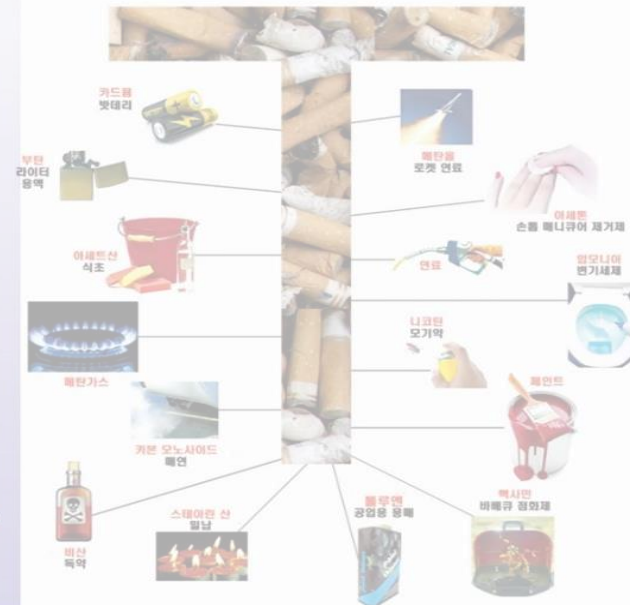 카드뮴
밧데리
메탄올
로켓 연료
부탄
라이터
용액
아세톤
손톱 매니큐어 제거제
아세트산
식초
연료
암모니아
변기세제
니코틴
모기약
메탄가스
페인트
카본 모노사이드
매연
헥사민
바베큐 점화제
톨루엔
공업용 용매
스테아린 산
밀납
비산
독약